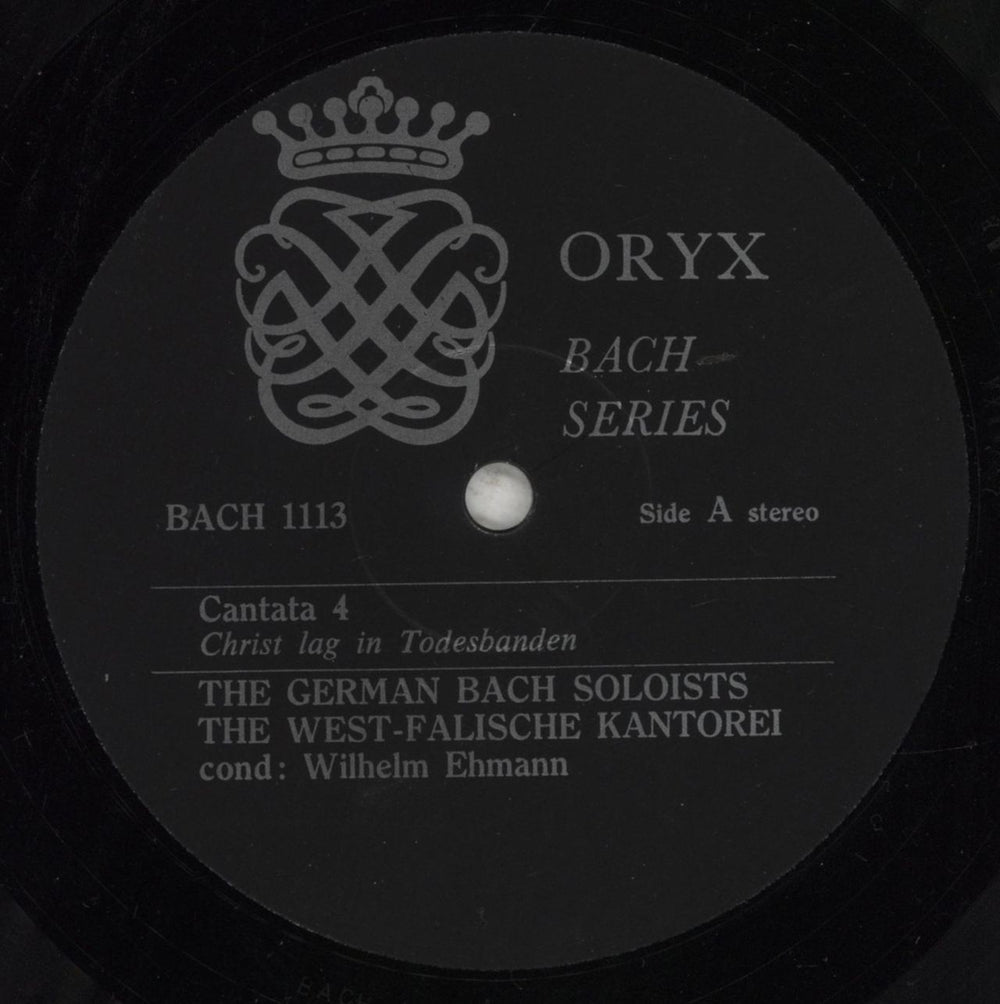 ORYX
BACH
SERIES
BACH 1113
Side A stereo
Cantata 4
Christ lag in Todesbanden
THE GERMAN BACH SOLOISTS
THE WEST-FALISCHE KANTOREI
cond: Wilhelm Ehmann